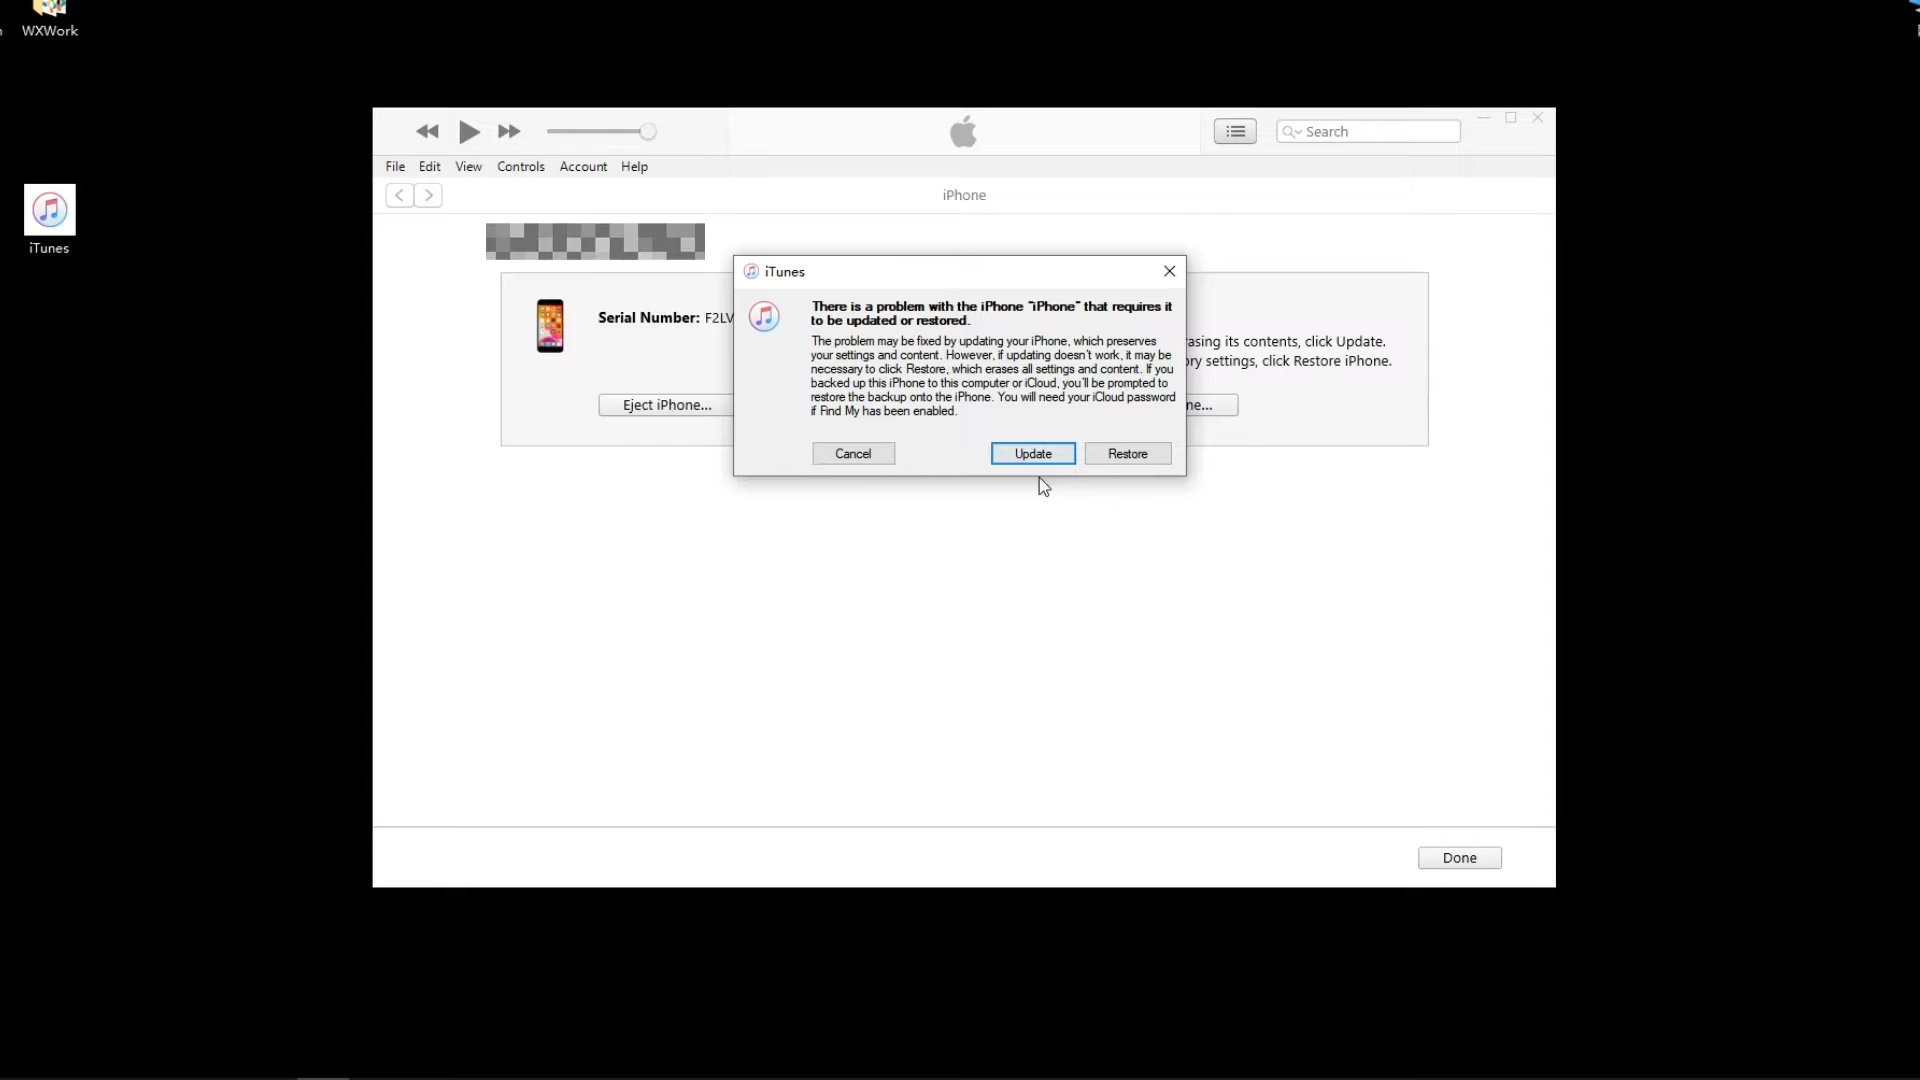 WXWork
Search
File Edit View Controls Account Help
iPhone
iTunes
iTunes
There is a problem with the iPhone "iPhone" that requires it
to be updated or restored.
The problem may be fixed by updating your iPhone, which preserves
your settings and content. However, if updating doesn't work, it may be
necessary to click Restore, which erases all settings and content. If you
backed up this iPhone to this computer or iCloud, you'll be prompted to
restore the backup onto the iPhone. You will need your iCloud password
if Find My has been enabled.
Cancel Update Restore
Serial Number: F2LV
asing its contents, click Update.
ory settings, click Restore iPhone.
Eject iPhone...
ne...
Done